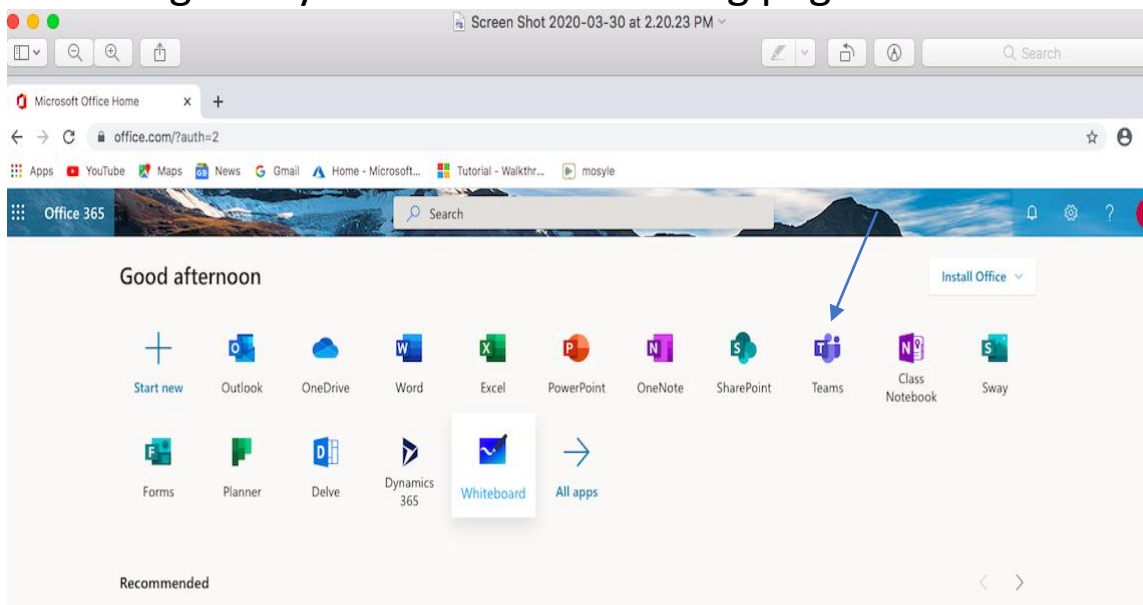 Screen Shot 2020-03-30 at 2.20.23 PM
Search
Microsoft Office Home
office.com/?auth=2
Apps YouTube Maps News Gmail Home - Microsoft... Tutorial - Walkthr... mosyle
Office 365 Search ?
Good afternoon Install Office
Start new Outlook OneDrive Word Excel PowerPoint OneNote SharePoint Teams Class Notebook Sway
Forms Planner Delve Dynamics 365 Whiteboard All apps
Recommended